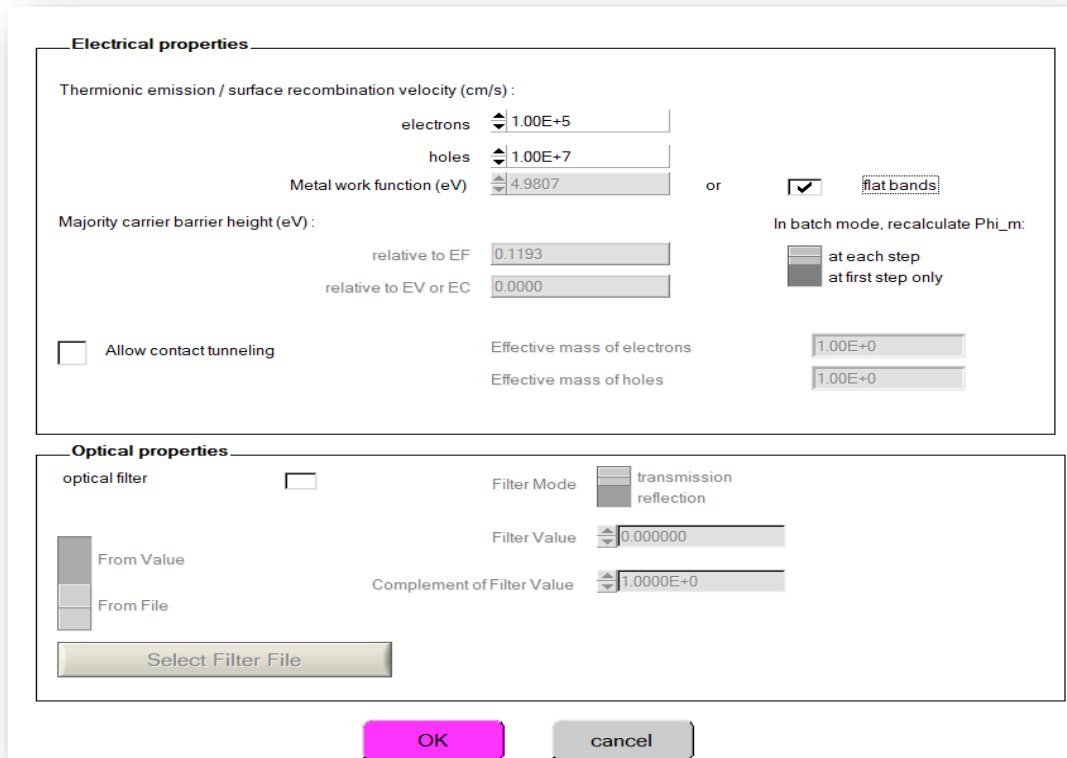 Electrical properties
Thermionic emission / surface recombination velocity (cm/s) :
electrons 1.00E+5
holes 1.00E+7
Metal work function (eV) 4.9807 or flat bands
Majority carrier barrier height (eV) : In batch mode, recalculate Phi_m:
relative to EF 0.1193 at each step
relative to EV or EC 0.0000 at first step only
Allow contact tunneling Effective mass of electrons 1.00E+0
Effective mass of holes 1.00E+0
Optical properties
optical filter Filter Mode transmission
reflection
Filter Value 0.000000
From Value
Complement of Filter Value 1.0000E+0
From File
Select Filter File
OK cancel